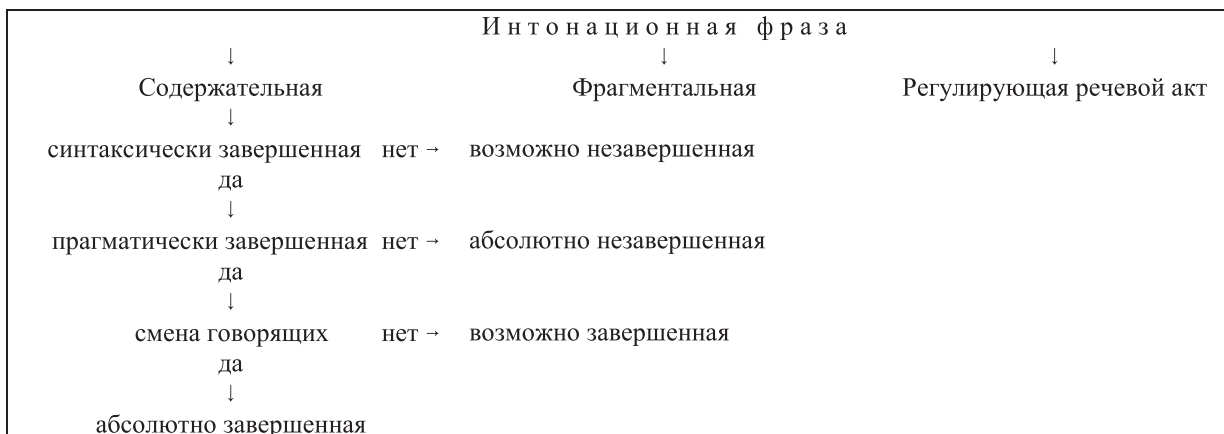 Интонационная фраза
↓ ↓ ↓
Содержательная Фрагментальная Регулирующая речевой акт
↓
синтаксически завершенная нет → возможно незавершенная
да
↓
прагматически завершенная нет → абсолютно незавершенная
да
↓
смена говорящих нет → возможно завершенная
да
↓
абсолютно завершенная